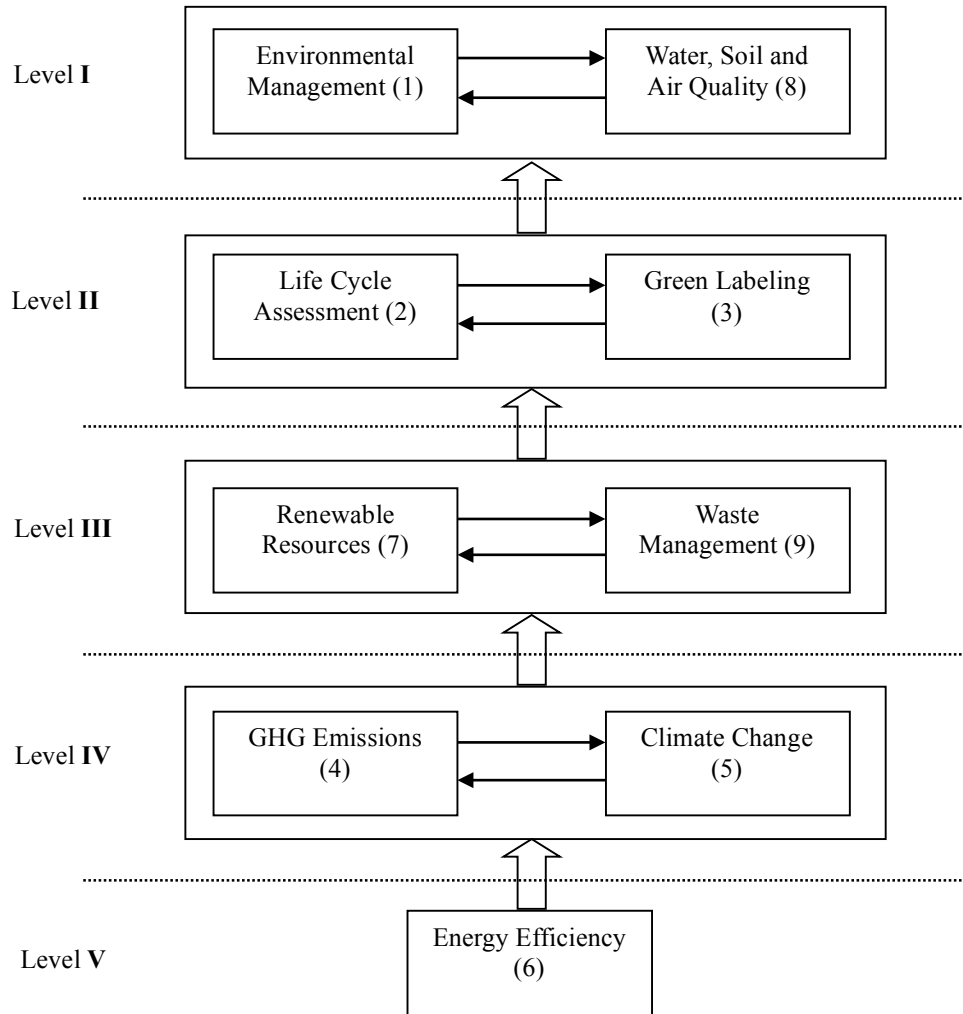 Level I
Environmental
Management (1)
Water, Soil and
Air Quality (8)
Level II
Life Cycle
Assessment (2)
Green Labeling
(3)
Level III
Renewable
Resources (7)
Waste
Management (9)
Level IV
GHG Emissions
(4)
Climate Change
(5)
Level V
Energy Efficiency
(6)